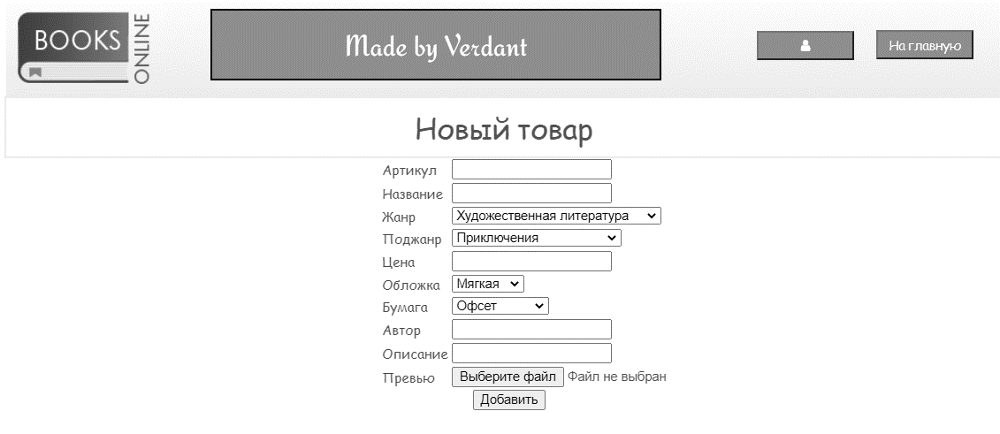 BOOKS
ONLINE
Made by Verdant
На главную
Новый товар
Артикул
Название
Жанр Художественная литература
Поджанр Приключения
Цена
Обложка Мягкая
Бумага Офсет
Автор
Описание
Превью Выберите файл Файл не выбран
Добавить